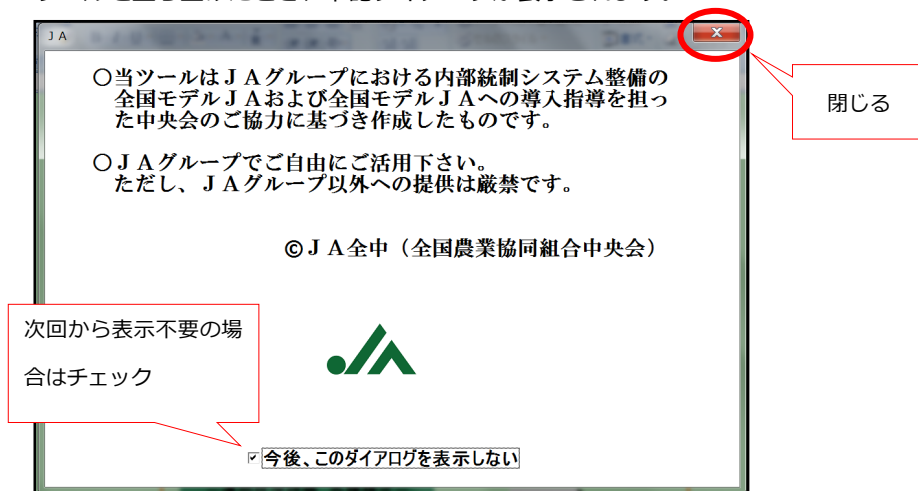 JA
X
閉じる
○当ツールはＪＡグループにおける内部統制システム整備の
全国モデルＪＡおよび全国モデルＪＡへの導入指導を担っ
た中央会のご協力に基づき作成したものです。
○ＪＡグループでご自由にご活用下さい。
ただし、ＪＡグループ以外への提供は厳禁です。
©ＪＡ全中（全国農業協同組合中央会）
次回から表示不要の場
合はチェック
JA
今後、このダイアログを表示しない